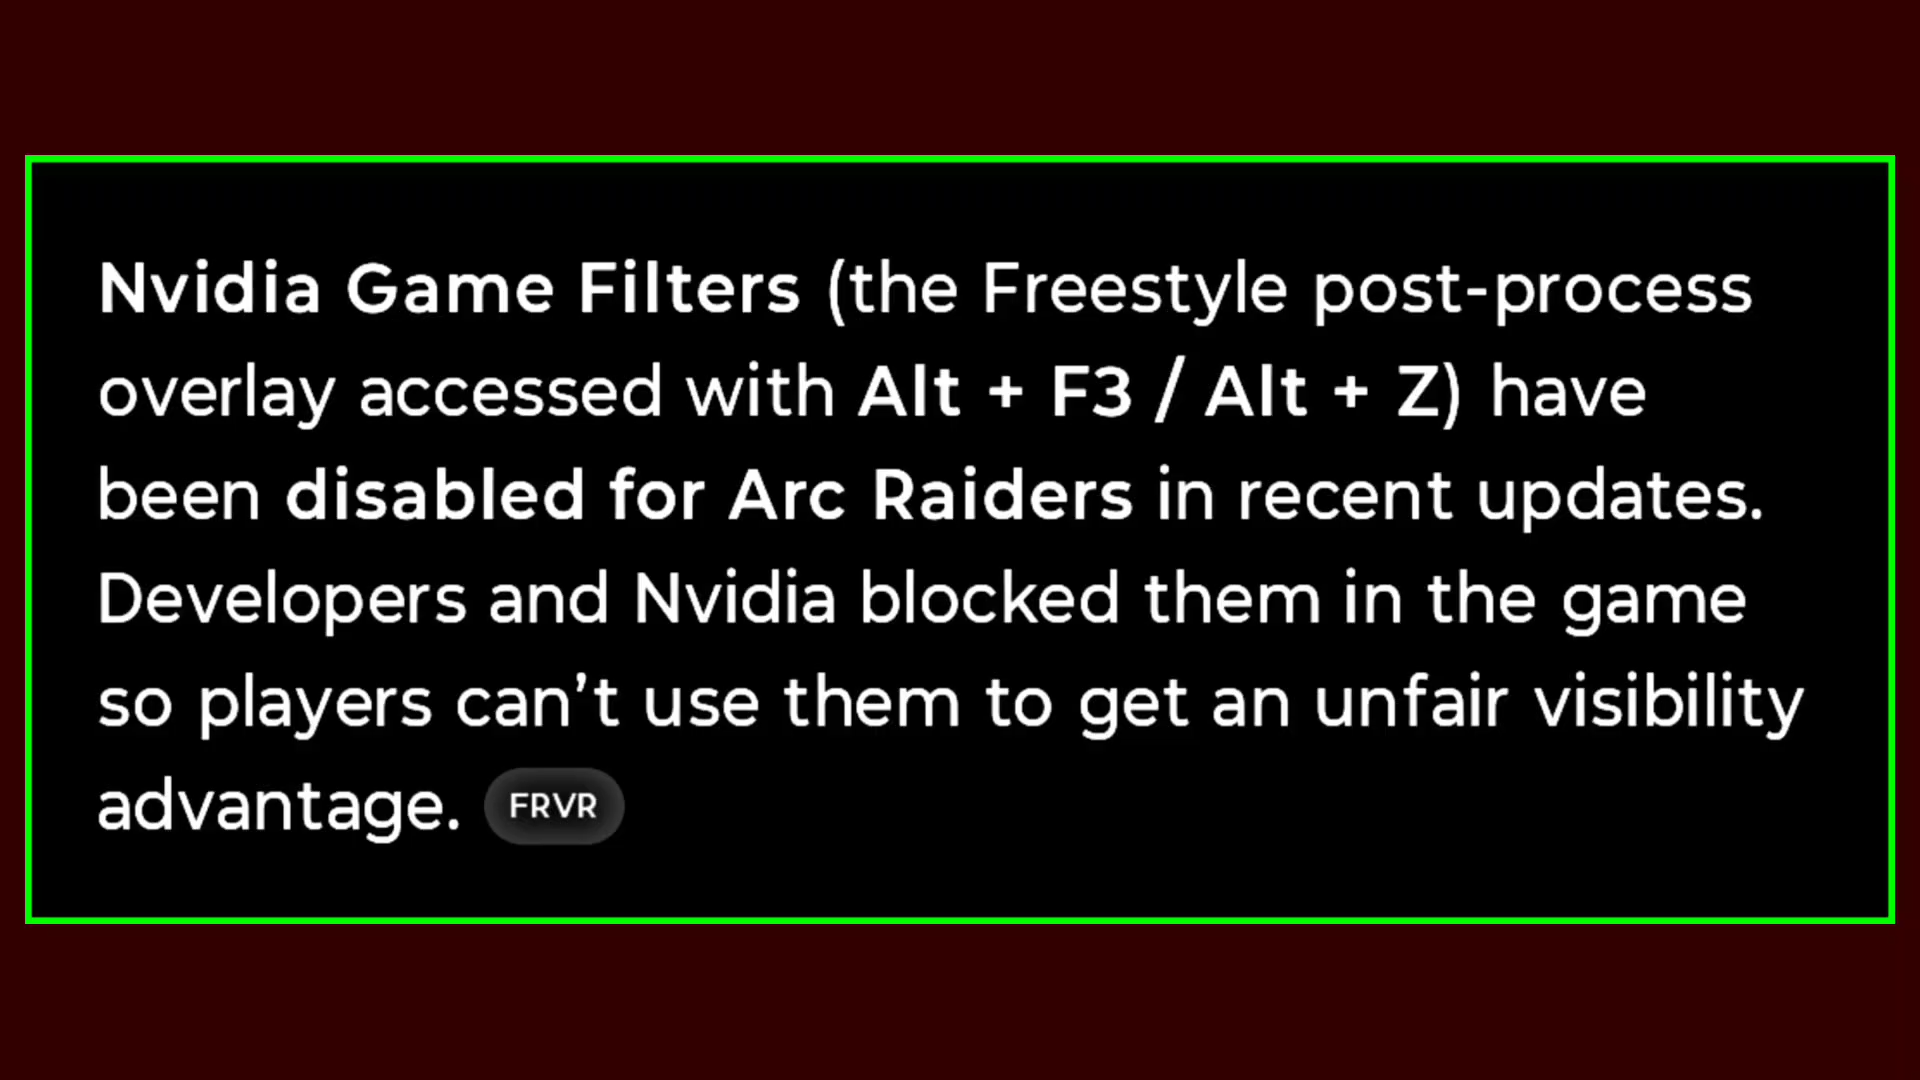 Nvidia Game Filters (the Freestyle post-process
overlay accessed with Alt + F3 / Alt + Z) have
been disabled for Arc Raiders in recent updates.
Developers and Nvidia blocked them in the game
so players can’t use them to get an unfair visibility
advantage. FRVR